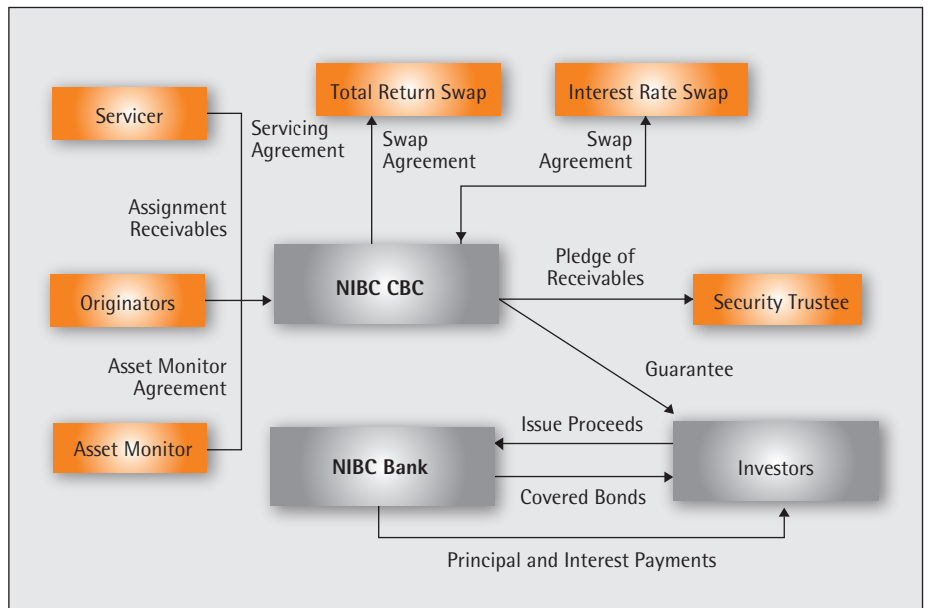 Total Return Swap
Interest Rate Swap
Servicer
Servicing
Agreement
Swap
Agreement
Swap
Agreement
Assignment
Receivables
Originators
NIBC CBC
Pledge of
Receivables
Security Trustee
Asset Monitor
Agreement
Guarantee
Asset Monitor
Issue Proceeds
NIBC Bank
Investors
Covered Bonds
Principal and Interest Payments